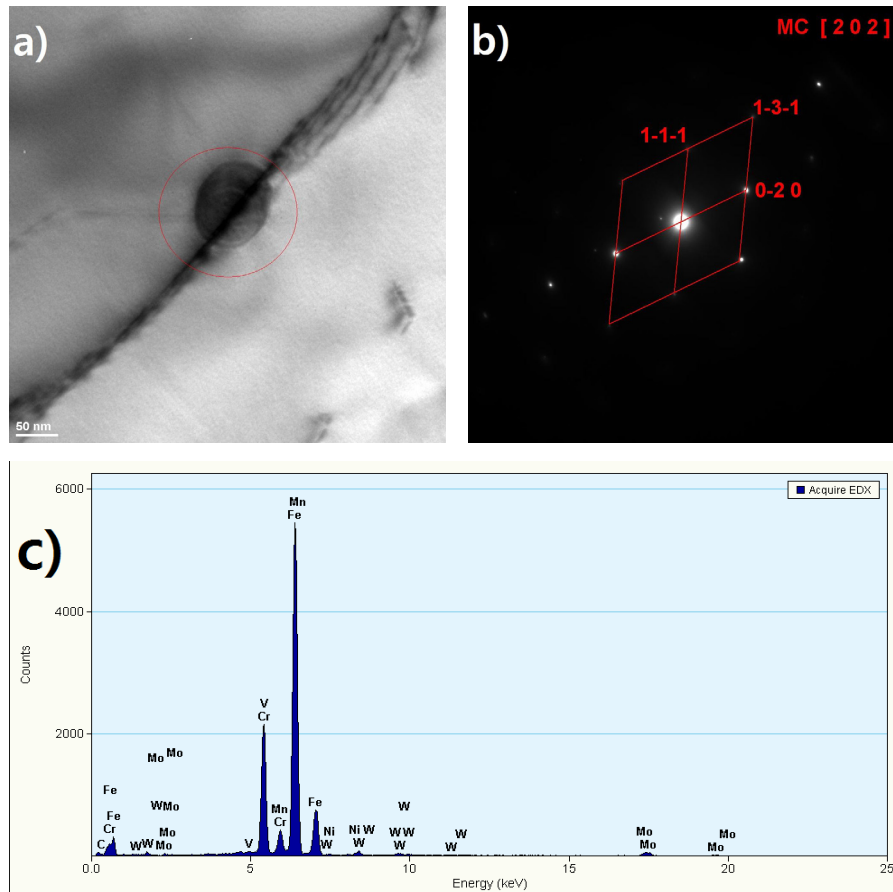 a)
50 nm
b)
MC [ 2 0 2 ]
1-3-1
1-1-1
0-2 0
c)
Acquire EDX
6000
4000
2000
0
Counts
0.0
5
10
15
20
25
Energy (keV)
Mn
Fe
V
Cr
Mo
Mo
Fe
W
Mo
Fe
Cr
Mo
C
W
W
Mo
V
Mn
Cr
Fe
Ni
W
Ni
W
W
W
W
W
W
W
W
Mo
Mo
Mo
Mo